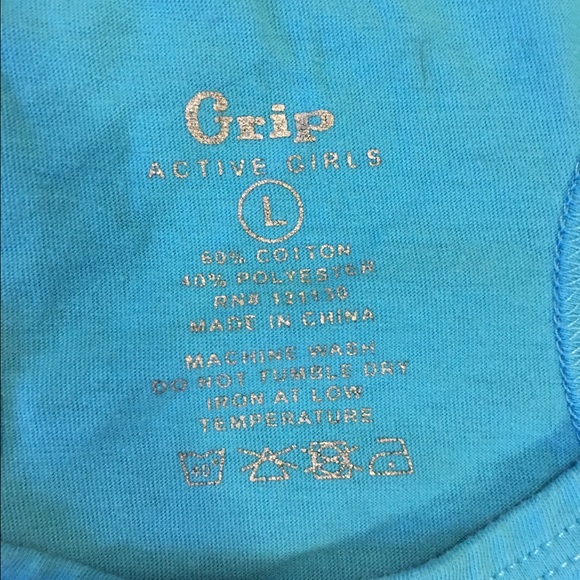 Grip
ACTIVE GIRLS
L
60% COTTON
40% POLYESTER
RN# 121130
MADE IN CHINA
MACHINE WASH
DO NOT TUMBLE DRY
IRON AT LOW
TEMPERATURE
40